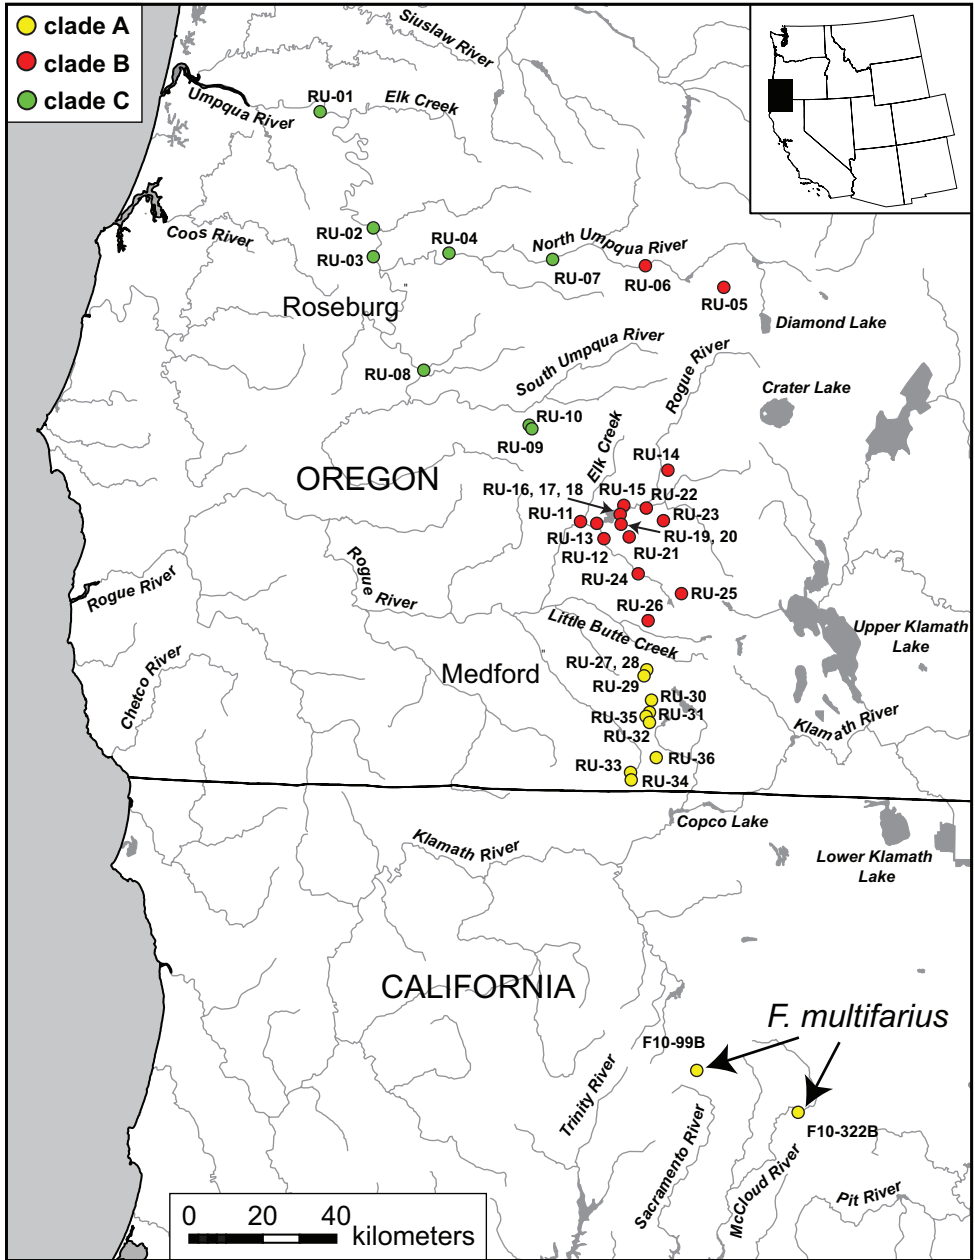 clade A
clade B
clade C
Siuslaw River
Umpqua River
RU-01
Elk Creek
Coos River
RU-02
RU-03
RU-04
North Umpqua River
RU-07
RU-06
RU-05
Roseburg
Diamond Lake
South Umpqua River
Rogue River
RU-08
Crater Lake
RU-10
RU-09
Elk Creek
OREGON
RU-14
RU-16, 17, 18
RU-15
RU-22
RU-11
RU-23
RU-13
RU-19, 20
RU-12
RU-21
RU-24
RU-25
Rogue River
Rogue River
RU-26
Little Butte Creek
Upper Klamath
Lake
Chetco River
Medford
RU-27, 28
RU-29
RU-30
RU-31
RU-35
RU-32
Klamath River
RU-36
RU-33
RU-34
Copco Lake
Klamath River
Lower Klamath
Lake
CALIFORNIA
F. multifarius
F10-99B
Trinity River
F10-322B
Sacramento River
McCloud River
Pit River
0 20 40
kilometers